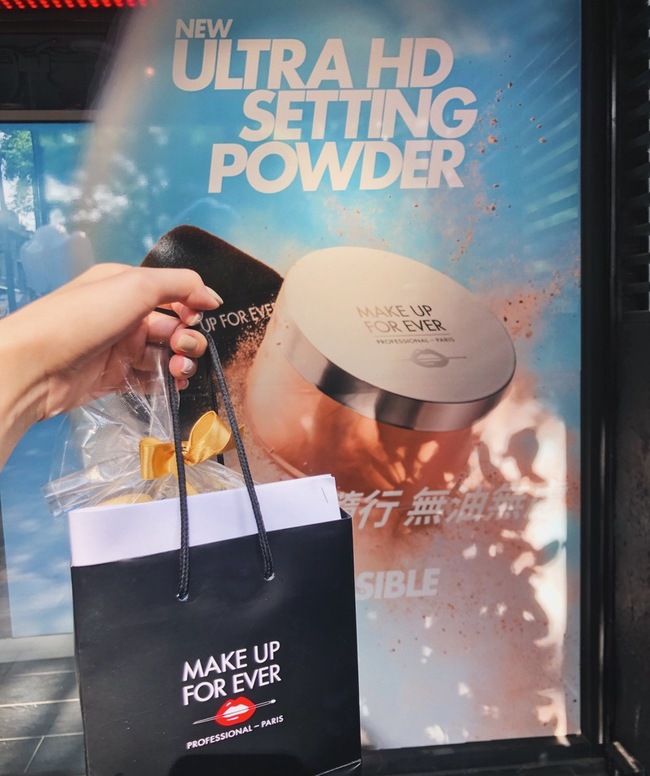 NEW
ULTRA HD
SETTING
POWDER
UP FOR EVER
MAKE UP
FOR EVER
PROFESSIONAL – PARIS
隨行 無油無
SIBLE
MAKE UP
FOR EVER
PROFESSIONAL – PARIS